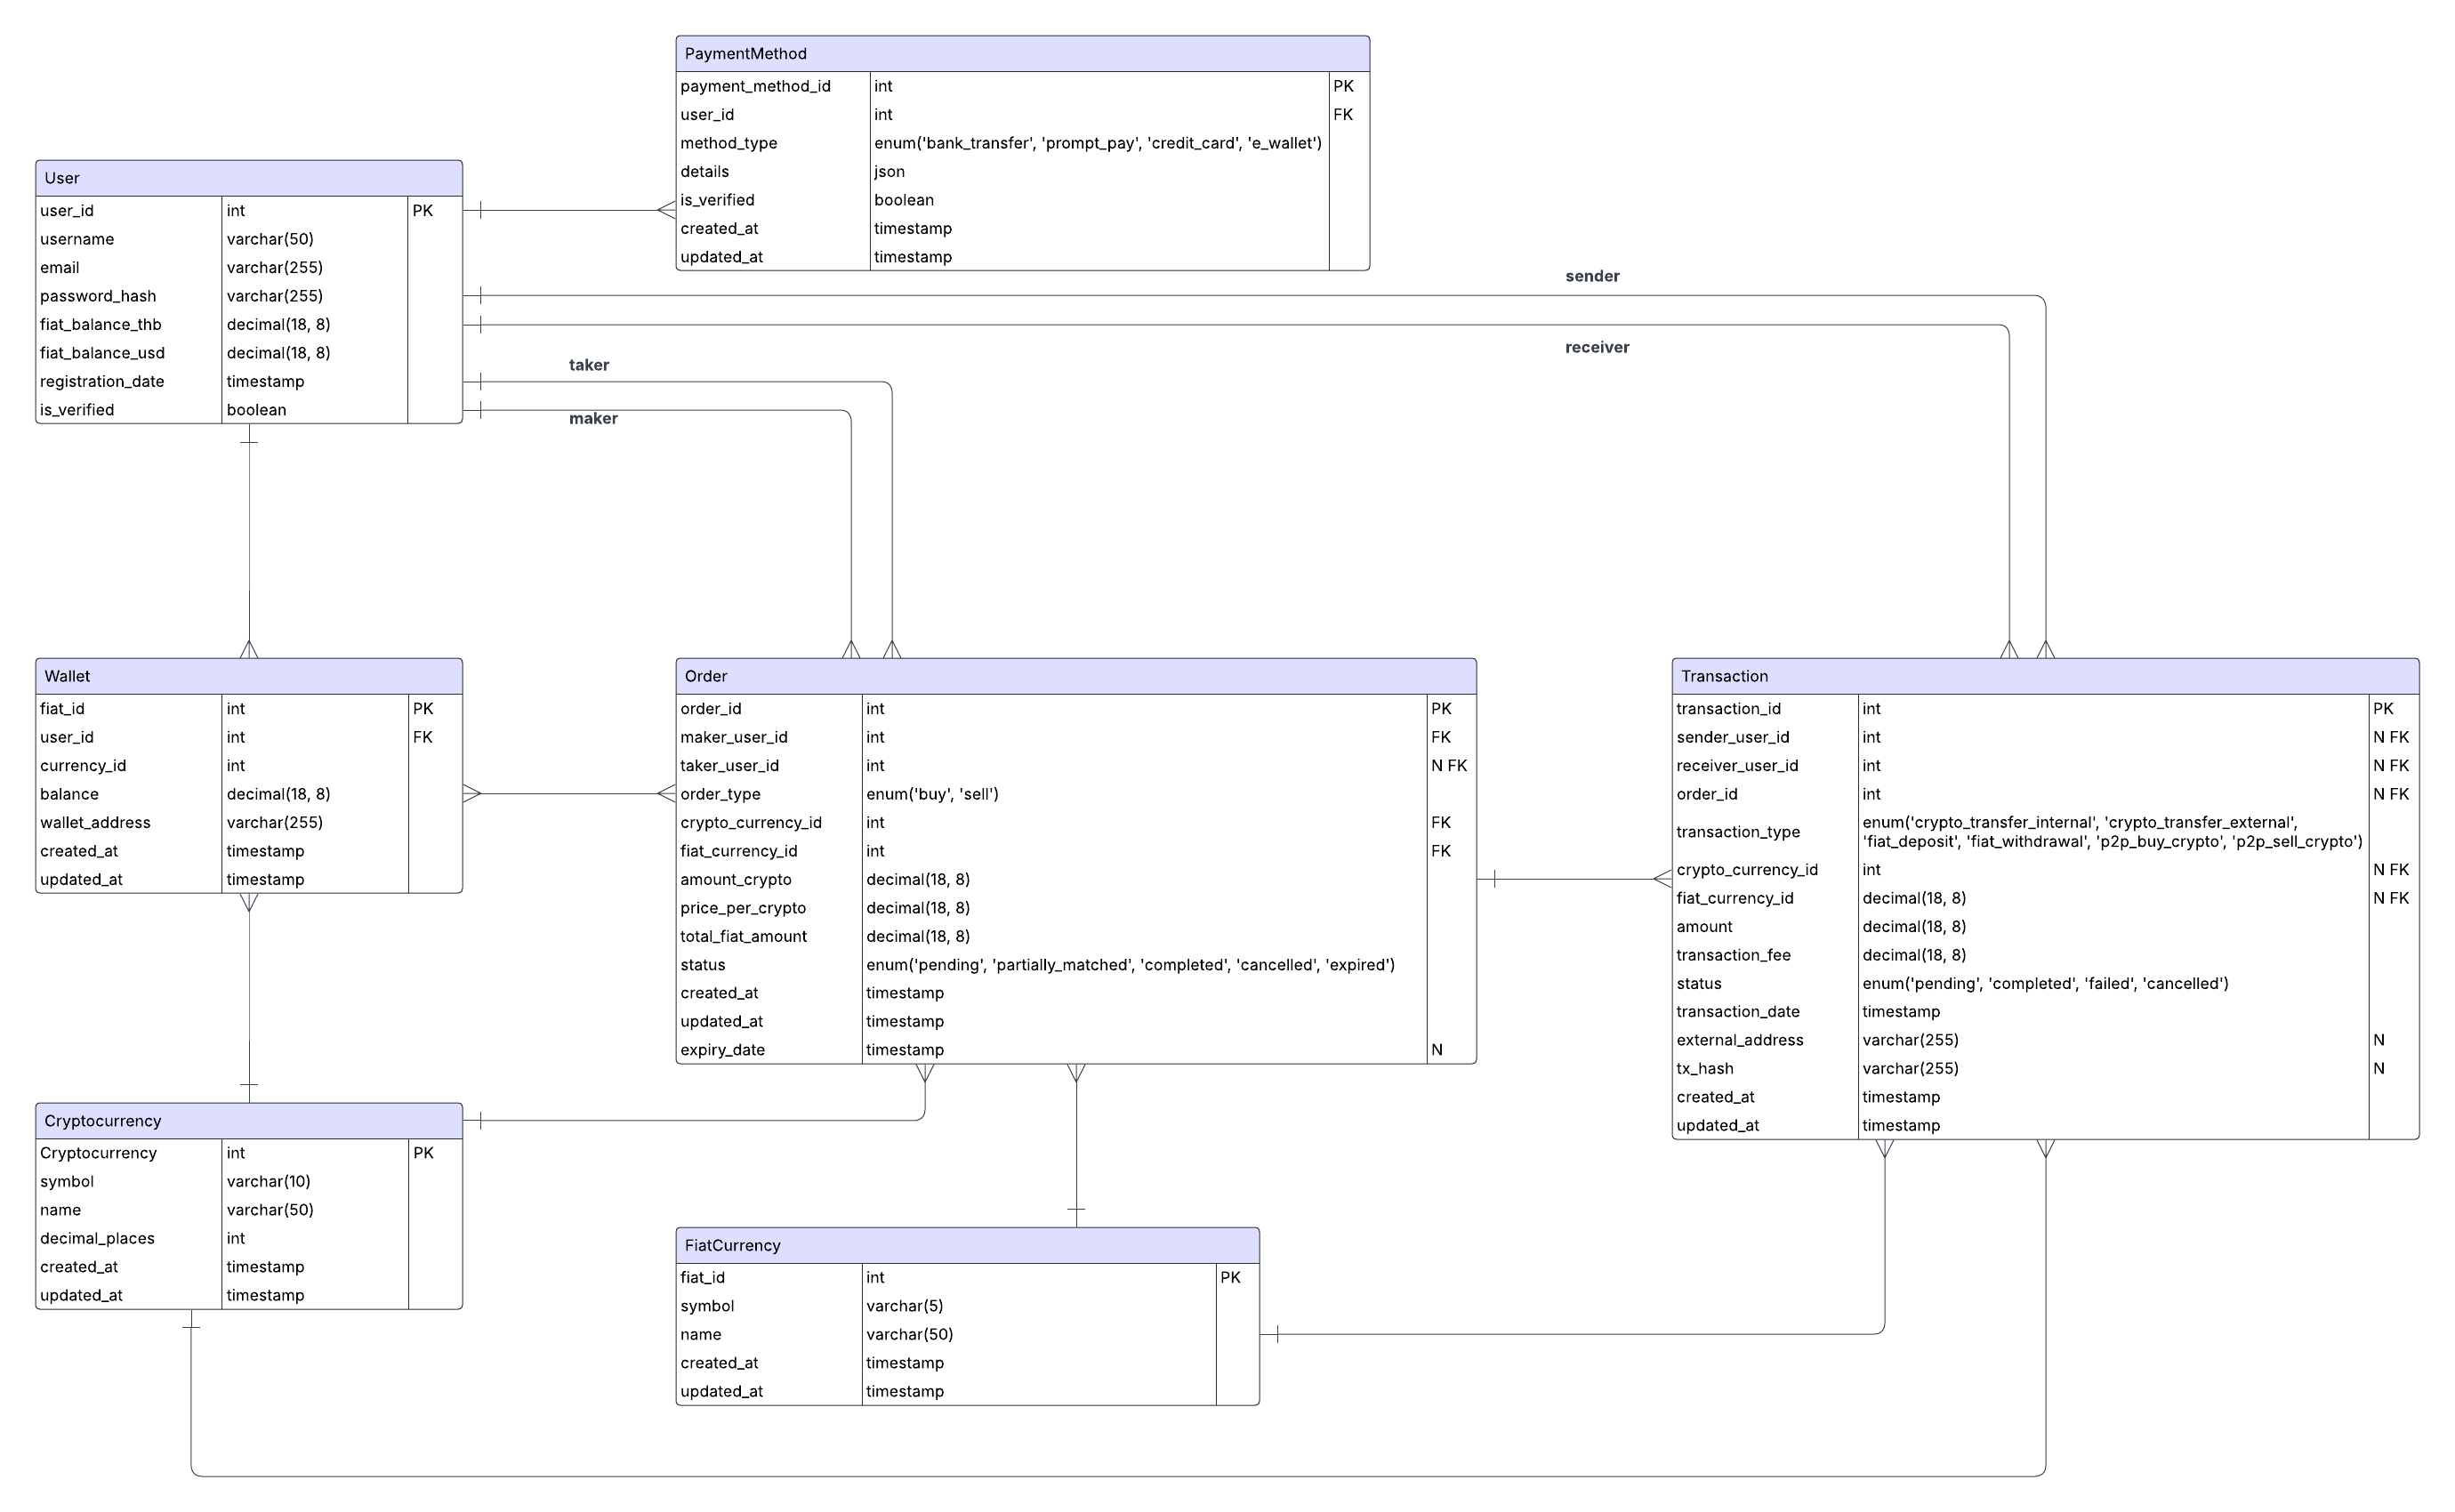 PaymentMethod
payment_method_id int PK
user_id int FK
method_type enum('bank_transfer', 'prompt_pay', 'credit_card', 'e_wallet')
details json
is_verified boolean
created_at timestamp
updated_at timestamp
User
user_id int PK
username varchar(50)
email varchar(255)
password_hash varchar(255)
fiat_balance_thb decimal(18, 8)
fiat_balance_usd decimal(18, 8)
registration_date timestamp
is_verified boolean
sender
receiver
taker
maker
Wallet
fiat_id int PK
user_id int FK
currency_id int
balance decimal(18, 8)
wallet_address varchar(255)
created_at timestamp
updated_at timestamp
Order
order_id int PK
maker_user_id int FK
taker_user_id int N FK
order_type enum('buy', 'sell')
crypto_currency_id int FK
fiat_currency_id int FK
amount_crypto decimal(18, 8)
price_per_crypto decimal(18, 8)
total_fiat_amount decimal(18, 8)
status enum('pending', 'partially_matched', 'completed', 'cancelled', 'expired')
created_at timestamp
updated_at timestamp
expiry_date timestamp N
Transaction
transaction_id int PK
sender_user_id int N FK
receiver_user_id int N FK
order_id int N FK
transaction_type enum('crypto_transfer_internal', 'crypto_transfer_external',
'fiat_deposit', 'fiat_withdrawal', 'p2p_buy_crypto', 'p2p_sell_crypto')
crypto_currency_id int N FK
fiat_currency_id decimal(18, 8) N FK
amount decimal(18, 8)
transaction_fee decimal(18, 8)
status enum('pending', 'completed', 'failed', 'cancelled')
transaction_date timestamp
external_address varchar(255) N
tx_hash varchar(255) N
created_at timestamp
updated_at timestamp
Cryptocurrency
Cryptocurrency int PK
symbol varchar(10)
name varchar(50)
decimal_places int
created_at timestamp
updated_at timestamp
FiatCurrency
fiat_id int PK
symbol varchar(5)
name varchar(50)
created_at timestamp
updated_at timestamp